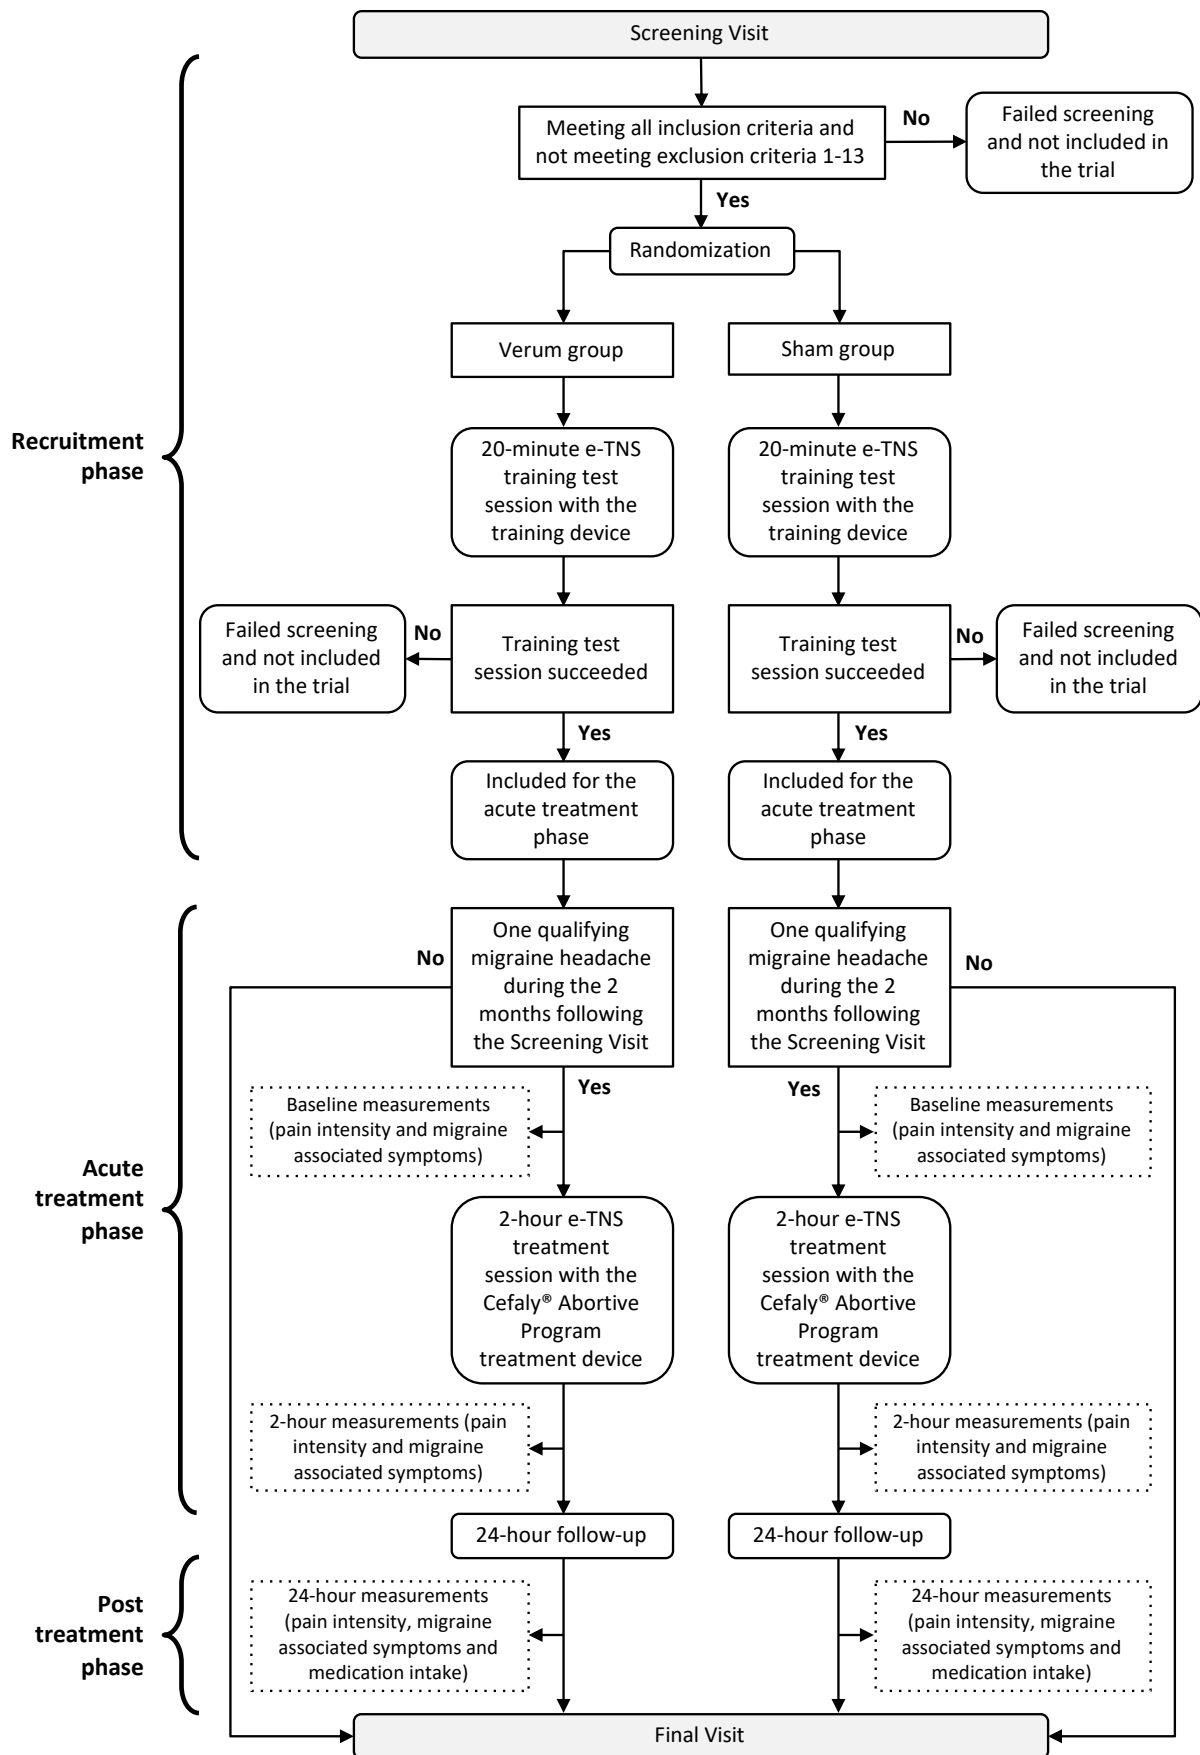 Screening Visit
Meeting all inclusion criteria and
not meeting exclusion criteria 1-13
No
Failed screening
and not included in
the trial
Yes
Randomization
Verum group
Sham group
Recruitment
phase
20-minute e-TNS
training test
session with the
training device
20-minute e-TNS
training test
session with the
training device
Failed screening
and not included
in the trial
No
Training test
session succeeded
Training test
session succeeded
No
Failed screening
and not included
in the trial
Yes
Yes
Included for the
acute treatment
phase
Included for the
acute treatment
phase
No
One qualifying
migraine headache
during the 2
months following
the Screening Visit
One qualifying
migraine headache
during the 2
months following
the Screening Visit
No
Yes
Yes
Baseline measurements
(pain intensity and migraine
associated symptoms)
Baseline measurements
(pain intensity and migraine
associated symptoms)
Acute
treatment
phase
2-hour e-TNS
treatment
session with the
Cefaly® Abortive
Program
treatment device
2-hour e-TNS
treatment
session with the
Cefaly® Abortive
Program
treatment device
2-hour measurements (pain
intensity and migraine
associated symptoms)
2-hour measurements (pain
intensity and migraine
associated symptoms)
24-hour follow-up
24-hour follow-up
Post
treatment
phase
24-hour measurements
(pain intensity, migraine
associated symptoms and
medication intake)
24-hour measurements
(pain intensity, migraine
associated symptoms and
medication intake)
Final Visit